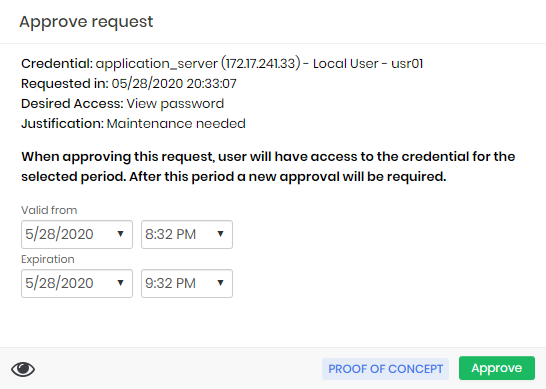 Approve request
Credential: application_server (172.17.241.33) - Local User - usr01
Requested in: 05/28/2020 20:33:07
Desired Access: View password
Justification: Maintenance needed
When approving this request, user will have access to the credential for the
selected period. After this period a new approval will be required.
Valid from
5/28/2020 8:32 PM
Expiration
5/28/2020 9:32 PM
PROOF OF CONCEPT Approve